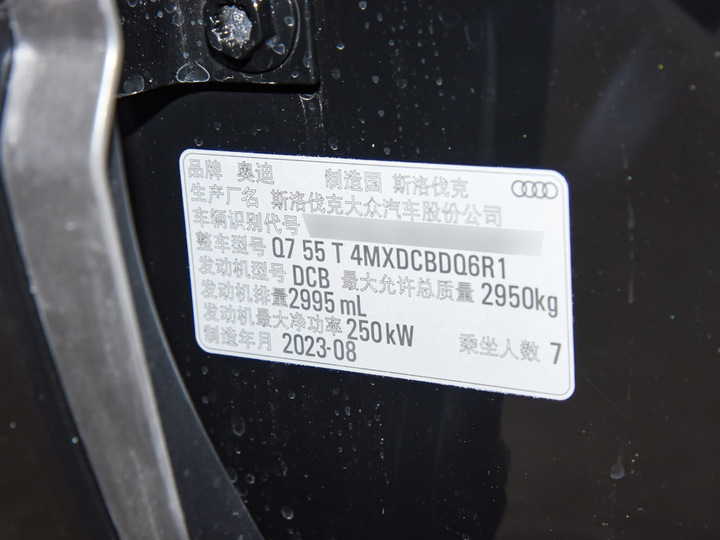 品牌 奥迪 制造国 斯洛伐克
生产厂名 斯洛伐克大众汽车股份公司
车辆识别代号
整车型号 Q7 55 T 4MXDCBDQ6R1
发动机型号 DCB 最大允许总质量 2950kg
发动机排量 2995 mL
发动机最大净功率 250 kW 乘坐人数 7
制造年月 2023-08